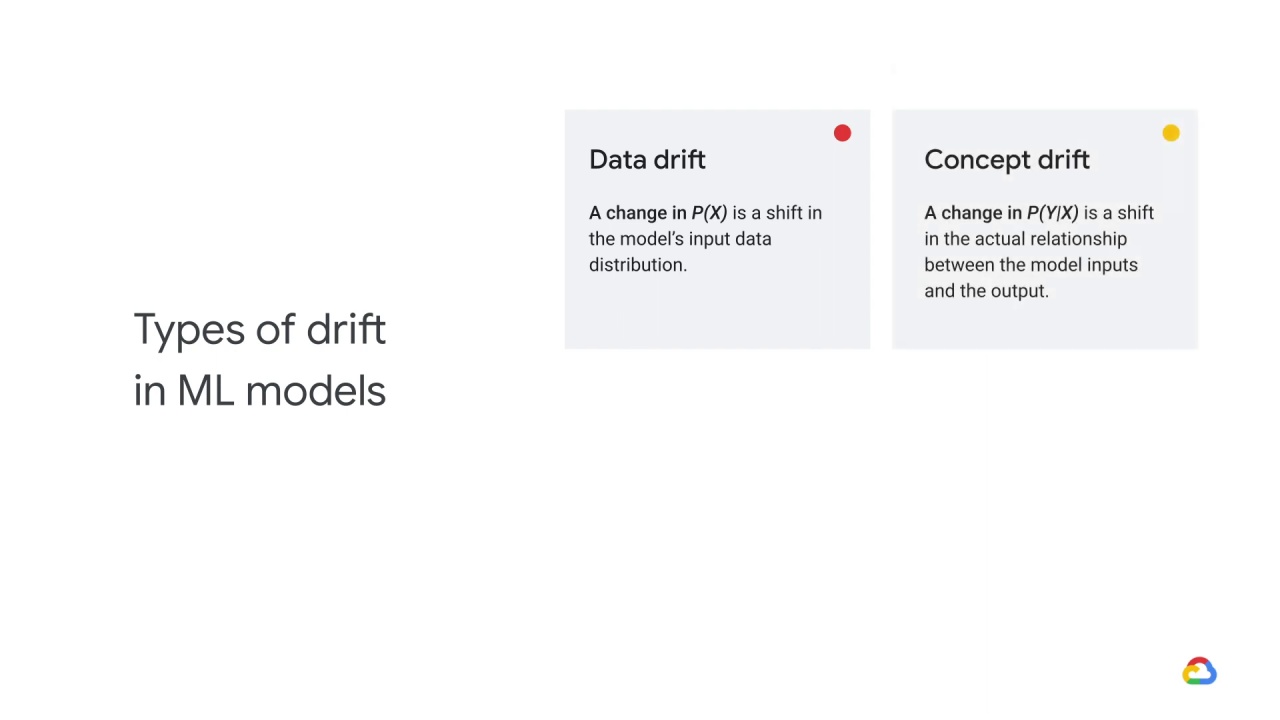 Types of drift
in ML models
Data drift
A change in P(X) is a shift in
the model’s input data
distribution.
Concept drift
A change in P(Y|X) is a shift
in the actual relationship
between the model inputs
and the output.